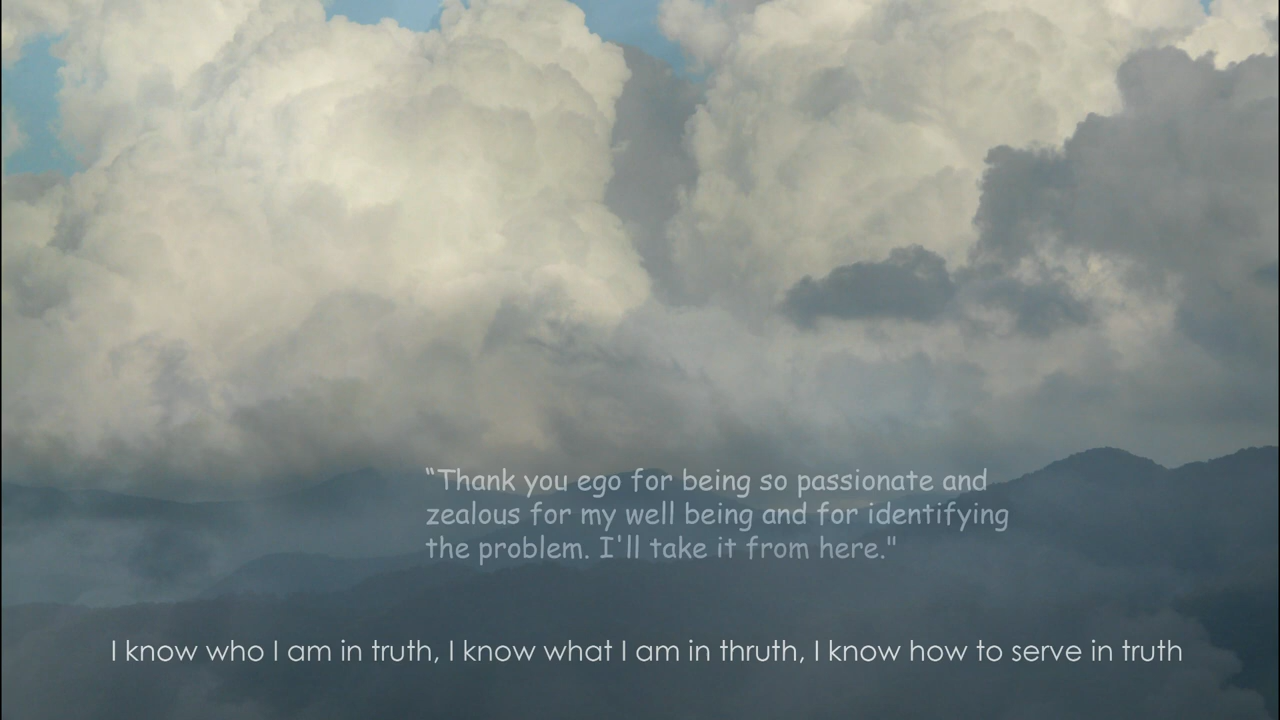 “Thank you ego for being so passionate and
zealous for my well being and for identifying
the problem. I'll take it from here."
I know who I am in truth, I know what I am in thruth, I know how to serve in truth